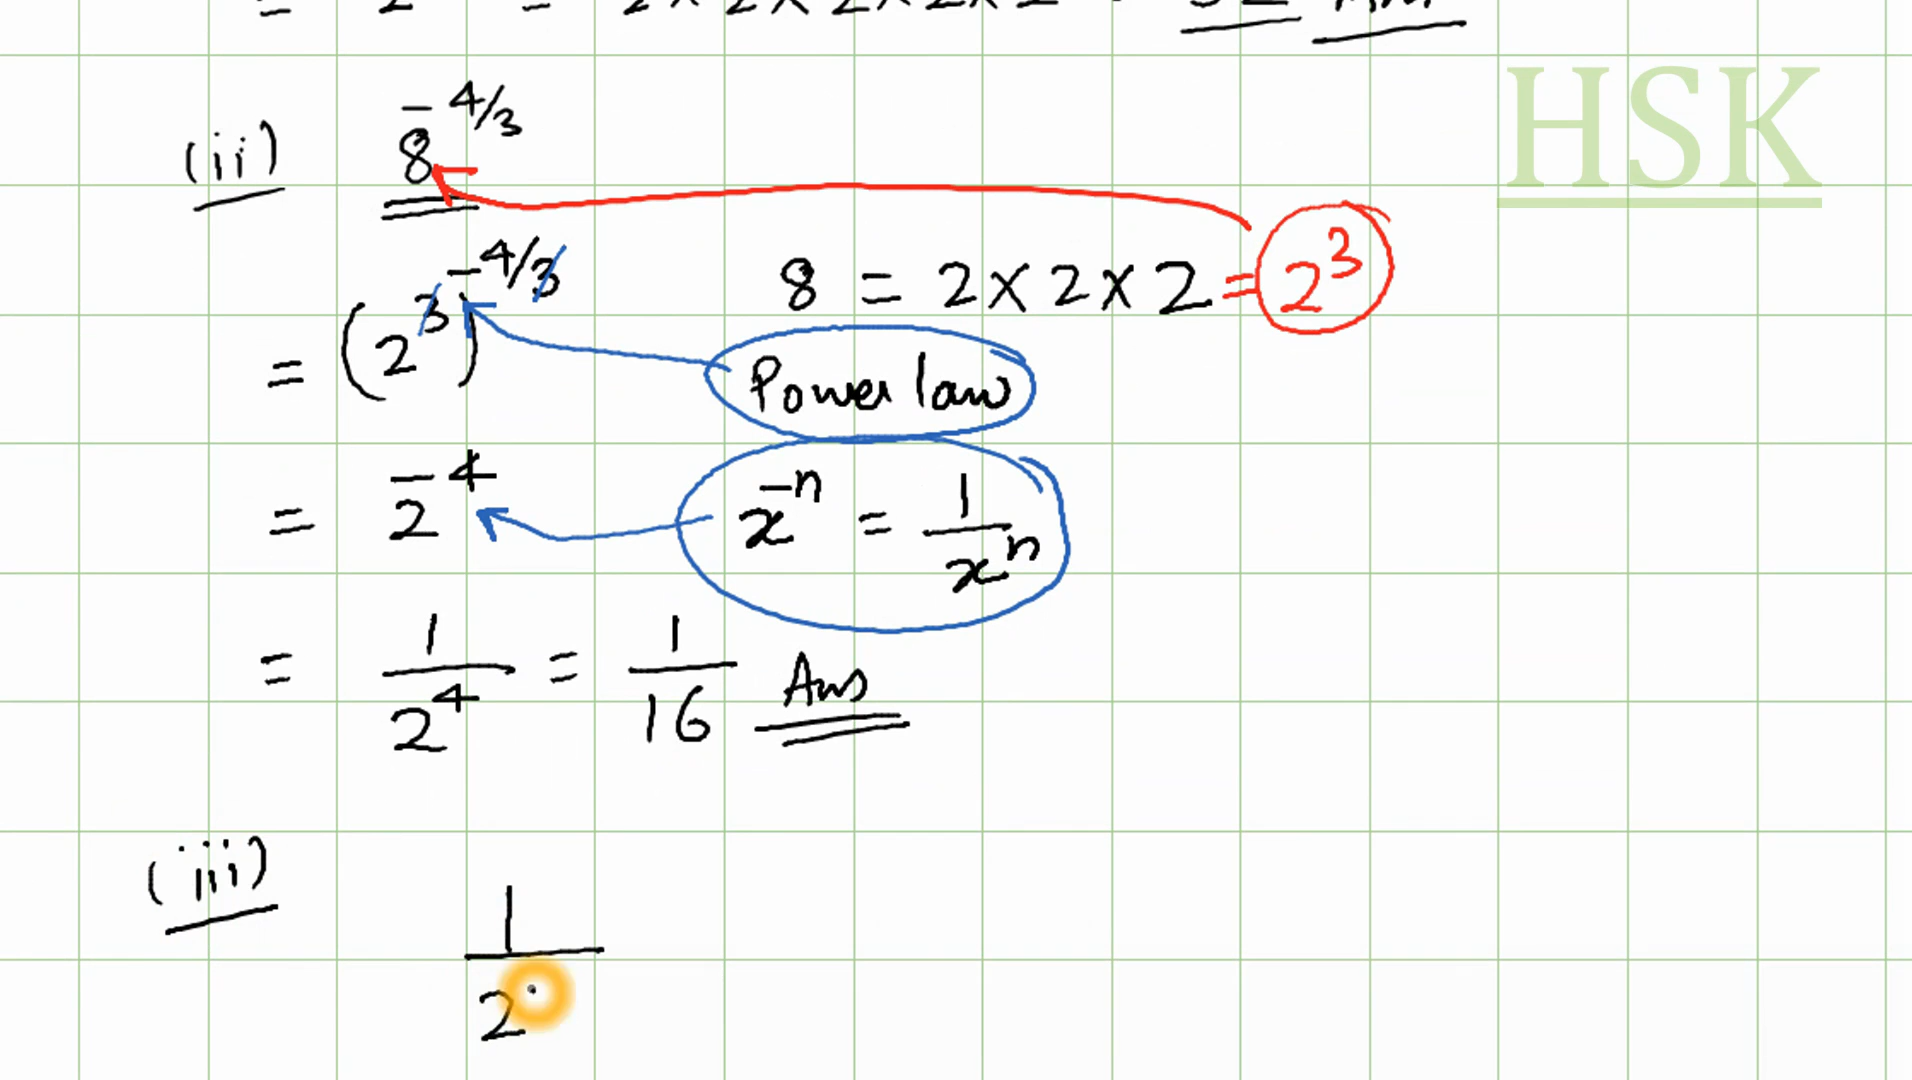 HSK
(ii) 8^{-4/3}
= (2^3)^{-4/3} 8 = 2 × 2 × 2 = 2^3
Power law
= 2^{-4} x^{-n} = 1/x^n
= 1/2^4 = 1/16 Ans
(iii) 1/2